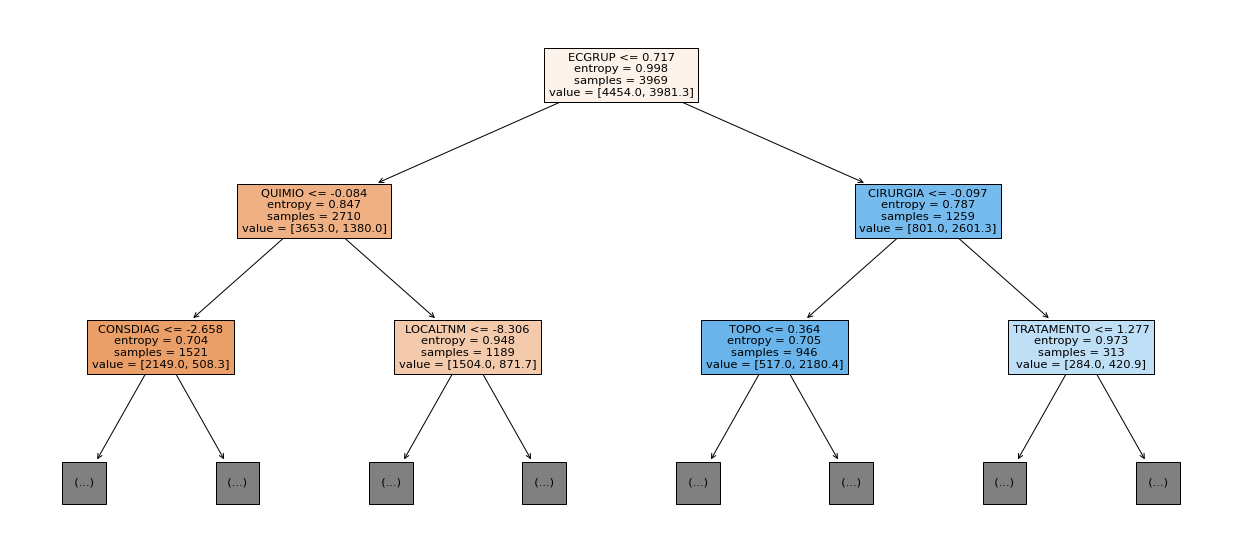 ECGRUP <= 0.717
entropy = 0.998
samples = 3969
value = [4454.0, 3981.3]
QUIMIO <= -0.084
entropy = 0.847
samples = 2710
value = [3653.0, 1380.0]
CIRURGIA <= -0.097
entropy = 0.787
samples = 1259
value = [801.0, 2601.3]
CONSDIAG <= -2.658
entropy = 0.704
samples = 1521
value = [2149.0, 508.3]
LOCALTNM <= -8.306
entropy = 0.948
samples = 1189
value = [1504.0, 871.7]
TOPO <= 0.364
entropy = 0.705
samples = 946
value = [517.0, 2180.4]
TRATAMENTO <= 1.277
entropy = 0.973
samples = 313
value = [284.0, 420.9]
(...)
(...)
(...)
(...)
(...)
(...)
(...)
(...)